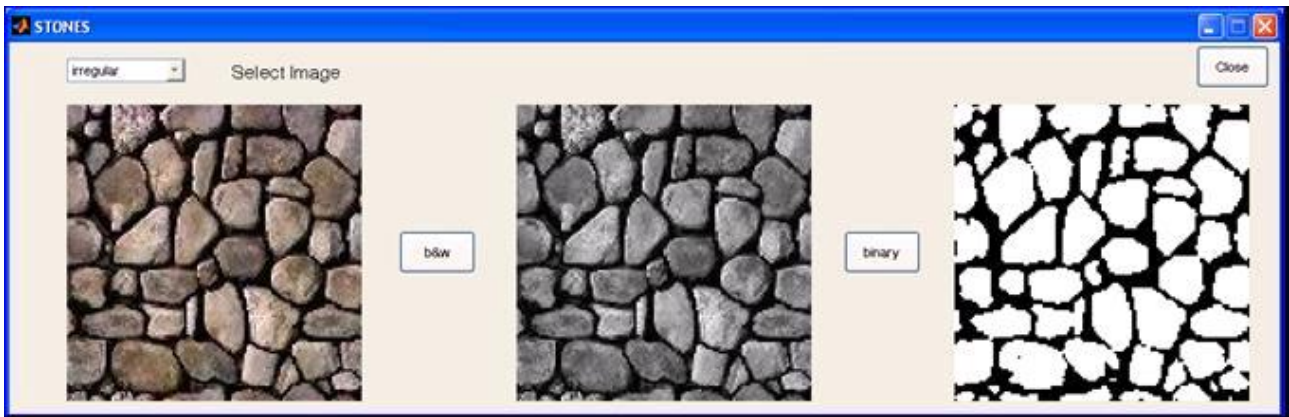 STONES
irregular
Select Image
Close
b&w
binary